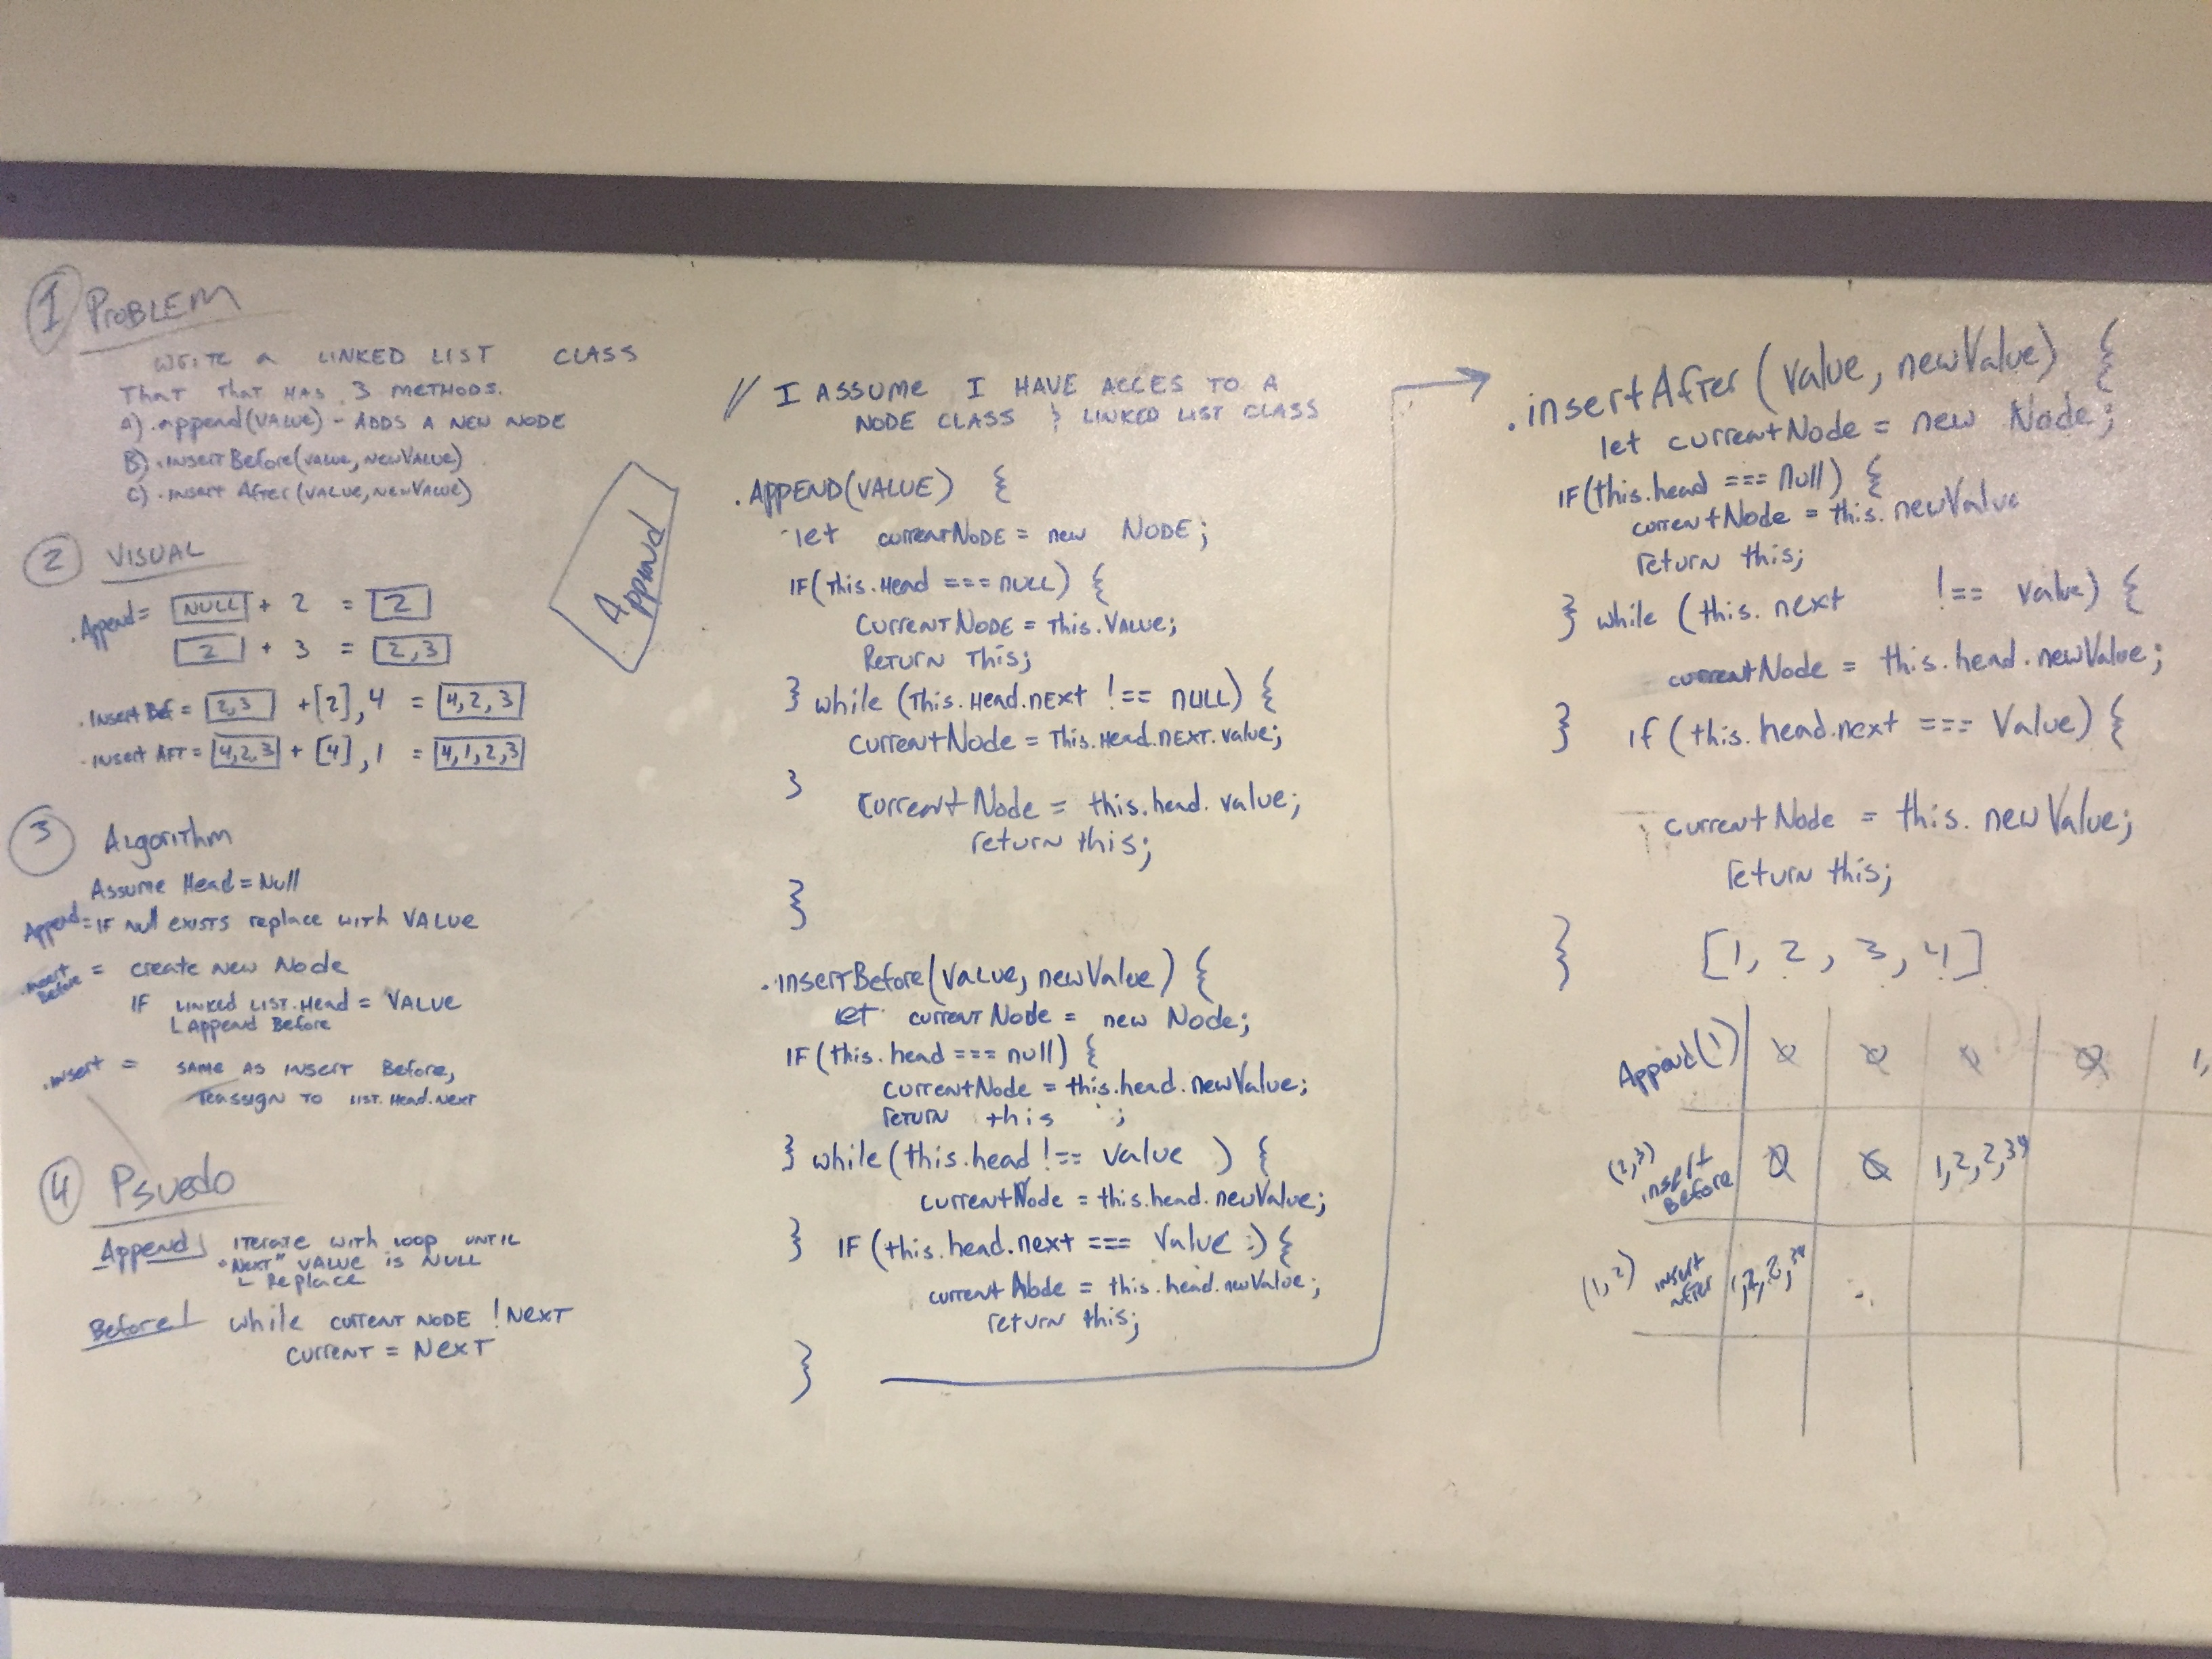 1 PROBLEM
WRITE A LINKED LIST CLASS
THAT THAT HAS 3 METHODS.
A) .append(VALUE) - ADDS A NEW NODE
B) .INSERT Before(VALUE, NEWVALUE)
C) .INSERT AFTER(VALUE, NEWVALUE)
2 VISUAL
.Append = NULL + 2 = 2
2 + 3 = 2,3
.INSERT BEF = 2,3 + [2], 4 = 4,2,3
.INSERT AFT = 4,2,3 + [4], 1 = 4,1,2,3
3 Algorithm
Assume Head = Null
Append = IF null EXISTS replace with VALUE
.insert Before = create new Node
IF LINKED LIST.Head = VALUE
L Append Before
.insert = SAME AS INSERT Before,
reassign to LIST.Head.Next
4 Psuedo
Append ITERATE WITH LOOP UNTIL
"NEXT" VALUE is NULL
L Replace
Before while CURRENT NODE !NEXT
CURRENT = NEXT
Append
// I ASSUME I HAVE ACCES TO A
NODE CLASS & LINKED LIST CLASS
.APPEND(VALUE) {
let CURRENTNODE = new NODE;
IF(This.Head === NULL) {
CURRENTNODE = This.VALUE;
RETURN This;
} while (This.Head.NEXT !== NULL) {
CURRENTNode = This.Head.NEXT.value;
}
CurrentNode = this.head.value;
return this;
}
.insertBefore(Value, newValue) {
let currentNode = new Node;
IF(this.head === null) {
currentNode = this.head.newValue;
return this ;
} while(this.head !== value ) {
currentNode = this.head.newValue;
} IF(this.head.next === Value ) {
current Node = this.head.newValue;
return this;
}
.insertAfter(value, newValue) {
let currentNode = new Node;
IF(this.head === null) {
currentNode = this.newValue
return this;
} while (this.next !== value) {
currentNode = this.head.newValue;
} if (this.head.next === Value) {
currentNode = this.newValue;
return this;
}
[1, 2, 3, 4]
Append(1) 1,
(2,3) insert Before 1,2,2,34
(1,2) insert AFTER 1,2,2,34